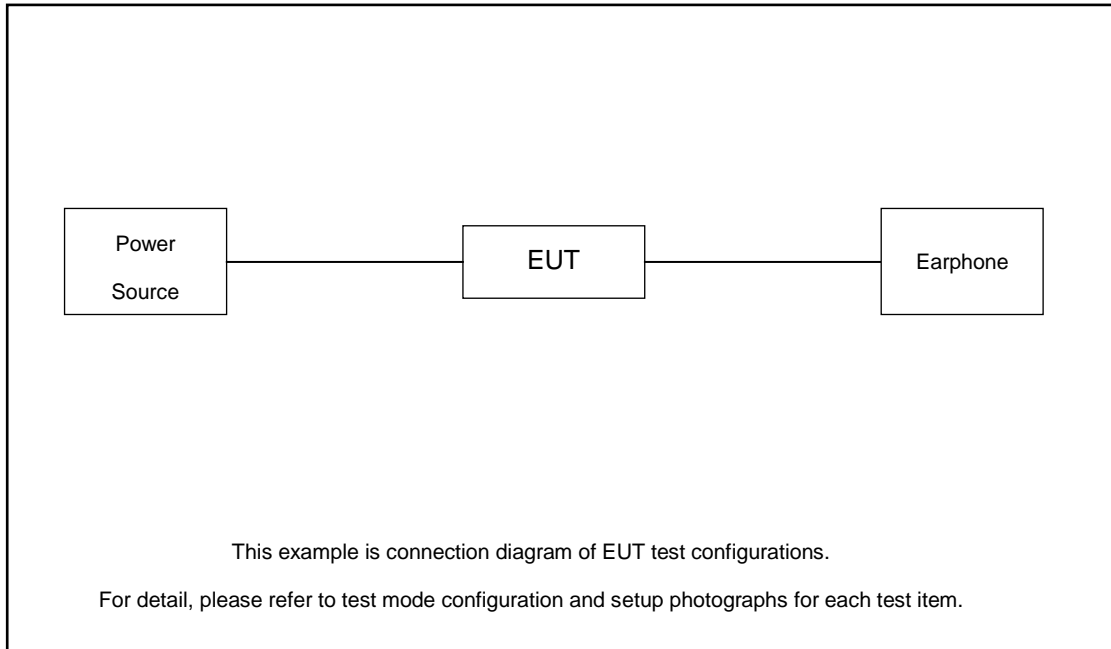 Power
Source
EUT
Earphone
This example is connection diagram of EUT test configurations.
For detail, please refer to test mode configuration and setup photographs for each test item.